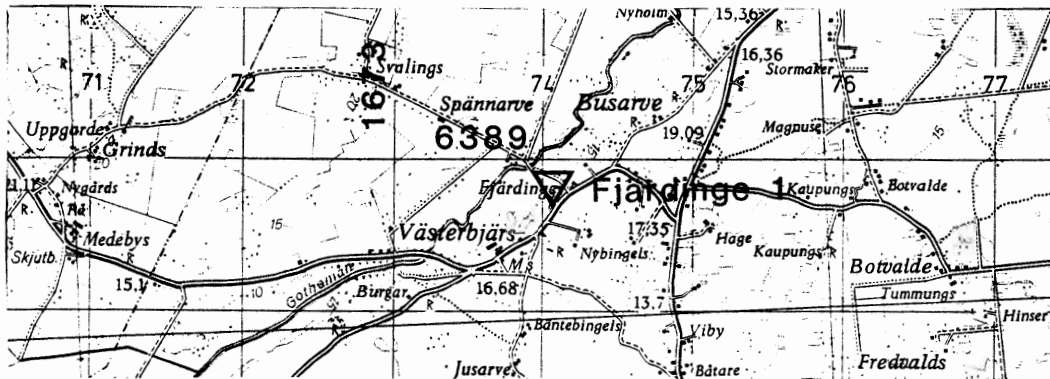 Nyholm
15,36
R
16,36
71
72
1673
Svalings
74
75
Stormaker
76
77
Spännarve
Busarve
R
Uppgårde
6389
19.09
Magnuse
15
Grinds
Nygårds
Fjärdinge
Fjärdinge 1
Kaupungs
Botvalde
R
15
Västerbjärs
17,35
Hage
Medebys
R
Nybingels
Kaupungs
R
Skjutb.
Botvalde
15.1
10
Gothemån
Burgar
R
16.68
13.7
Tummungs
Hinser
Bäntebingels
Viby
Jusarve
Båtare
Fredvalds